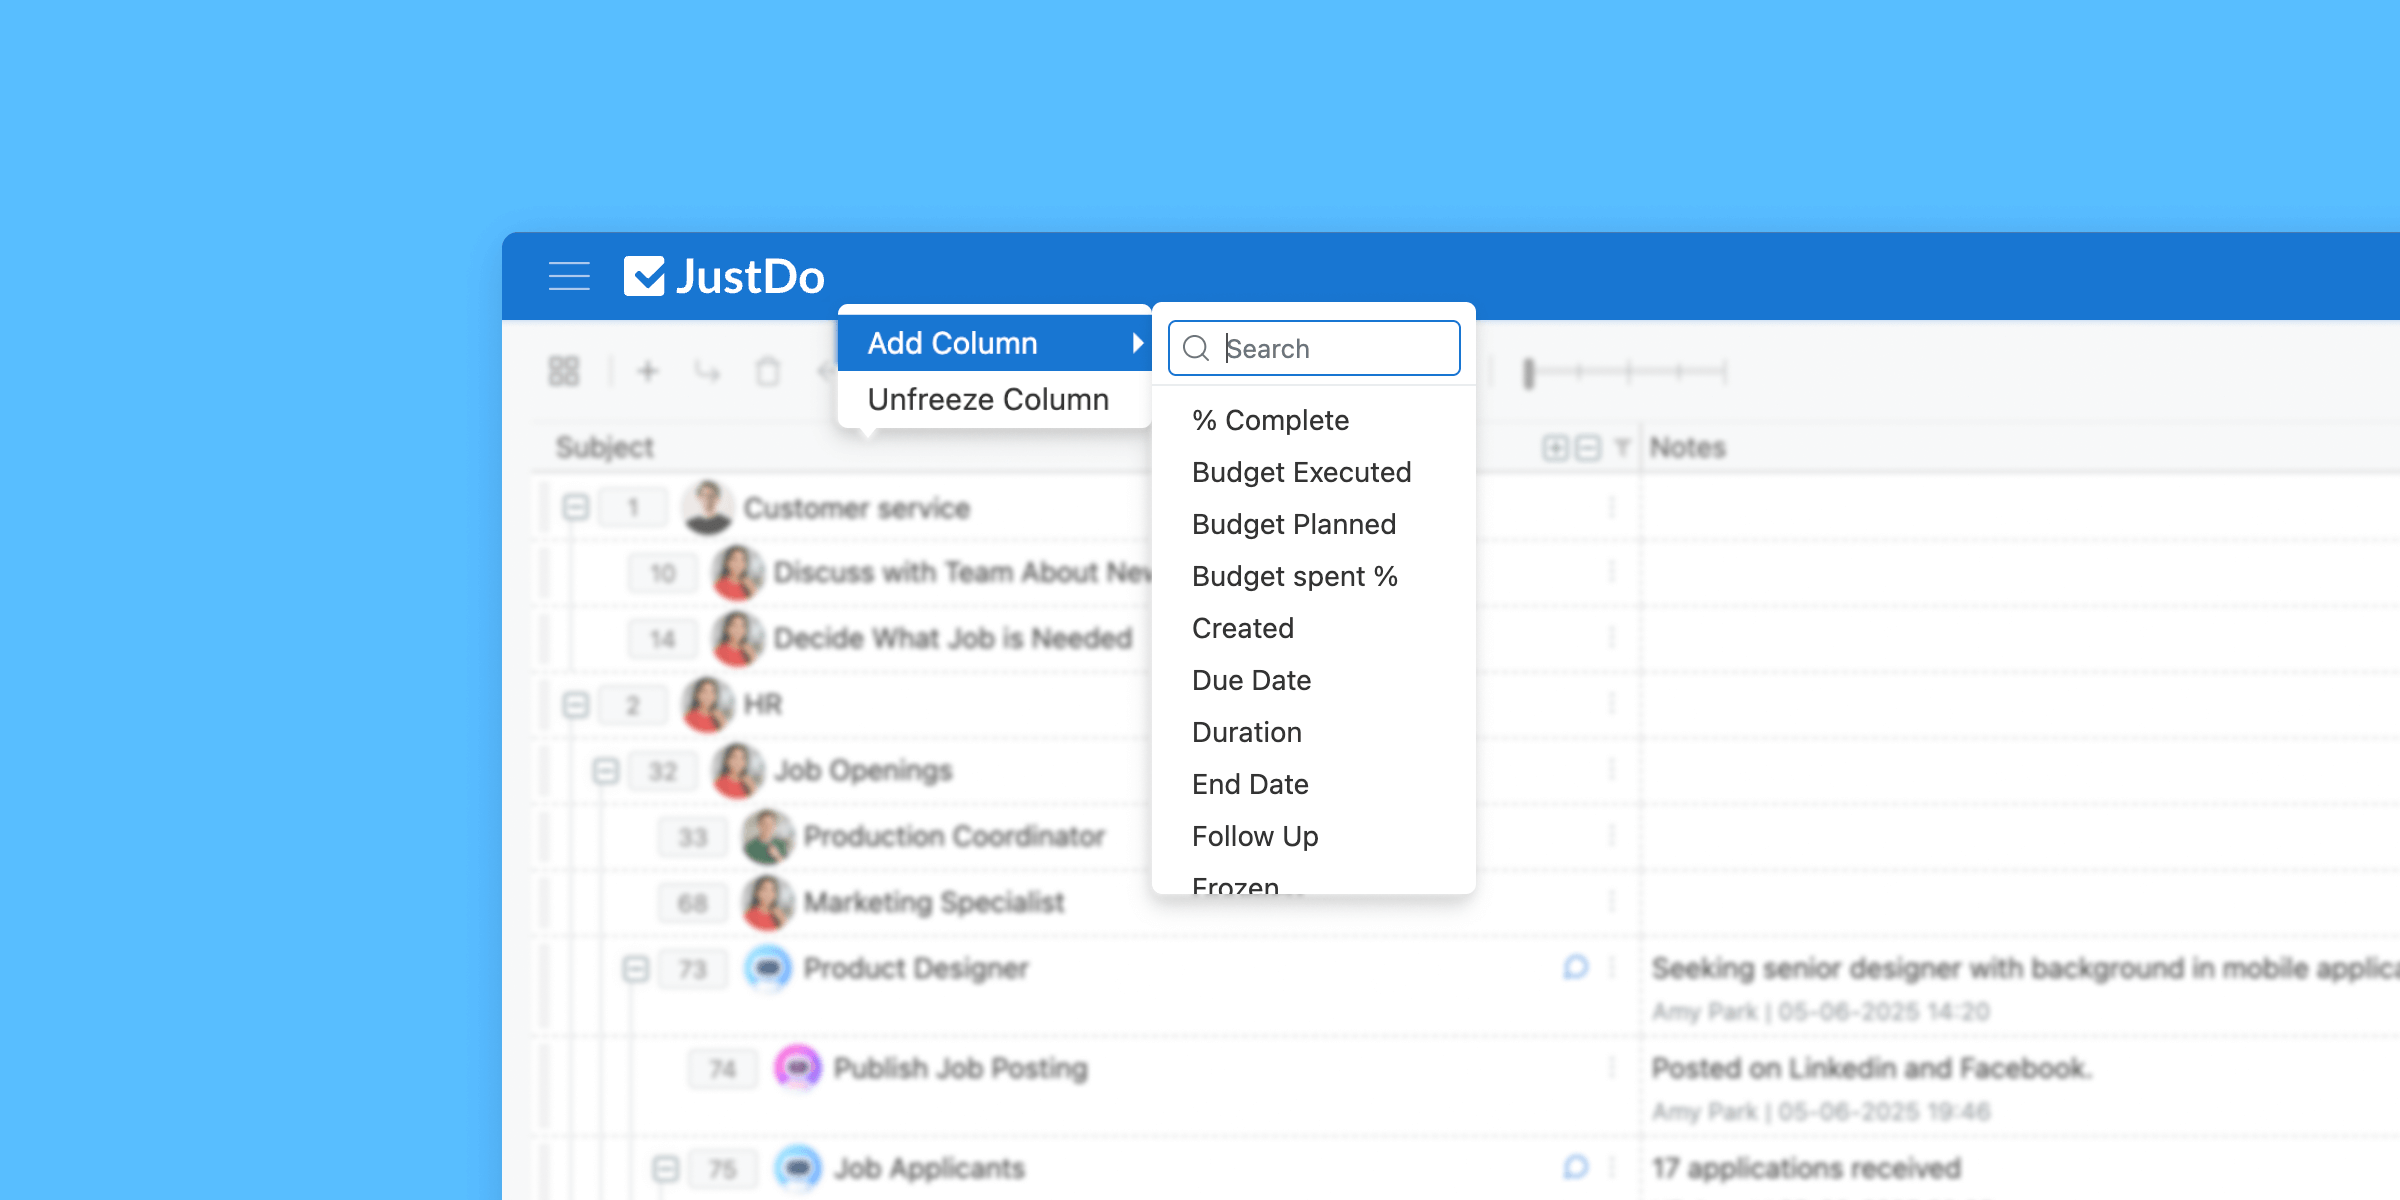 JustDo
Add Column
Unfreeze Column
Search
% Complete
Budget Executed
Budget Planned
Budget spent %
Created
Due Date
Duration
End Date
Follow Up
Frozen
Subject
Notes
1 Customer service
10 Discuss with Team About
14 Decide What Job is Needed
2 HR
32 Job Openings
33 Production Coordinator
68 Marketing Specialist
73 Product Designer
Seeking senior designer with background in mobile
Amy Park | 05-06-2025 14:20
74 Publish Job Posting
Posted on Linkedin and Facebook.
Amy Park | 05-06-2025 19:46
75 Job Applicants
17 applications received